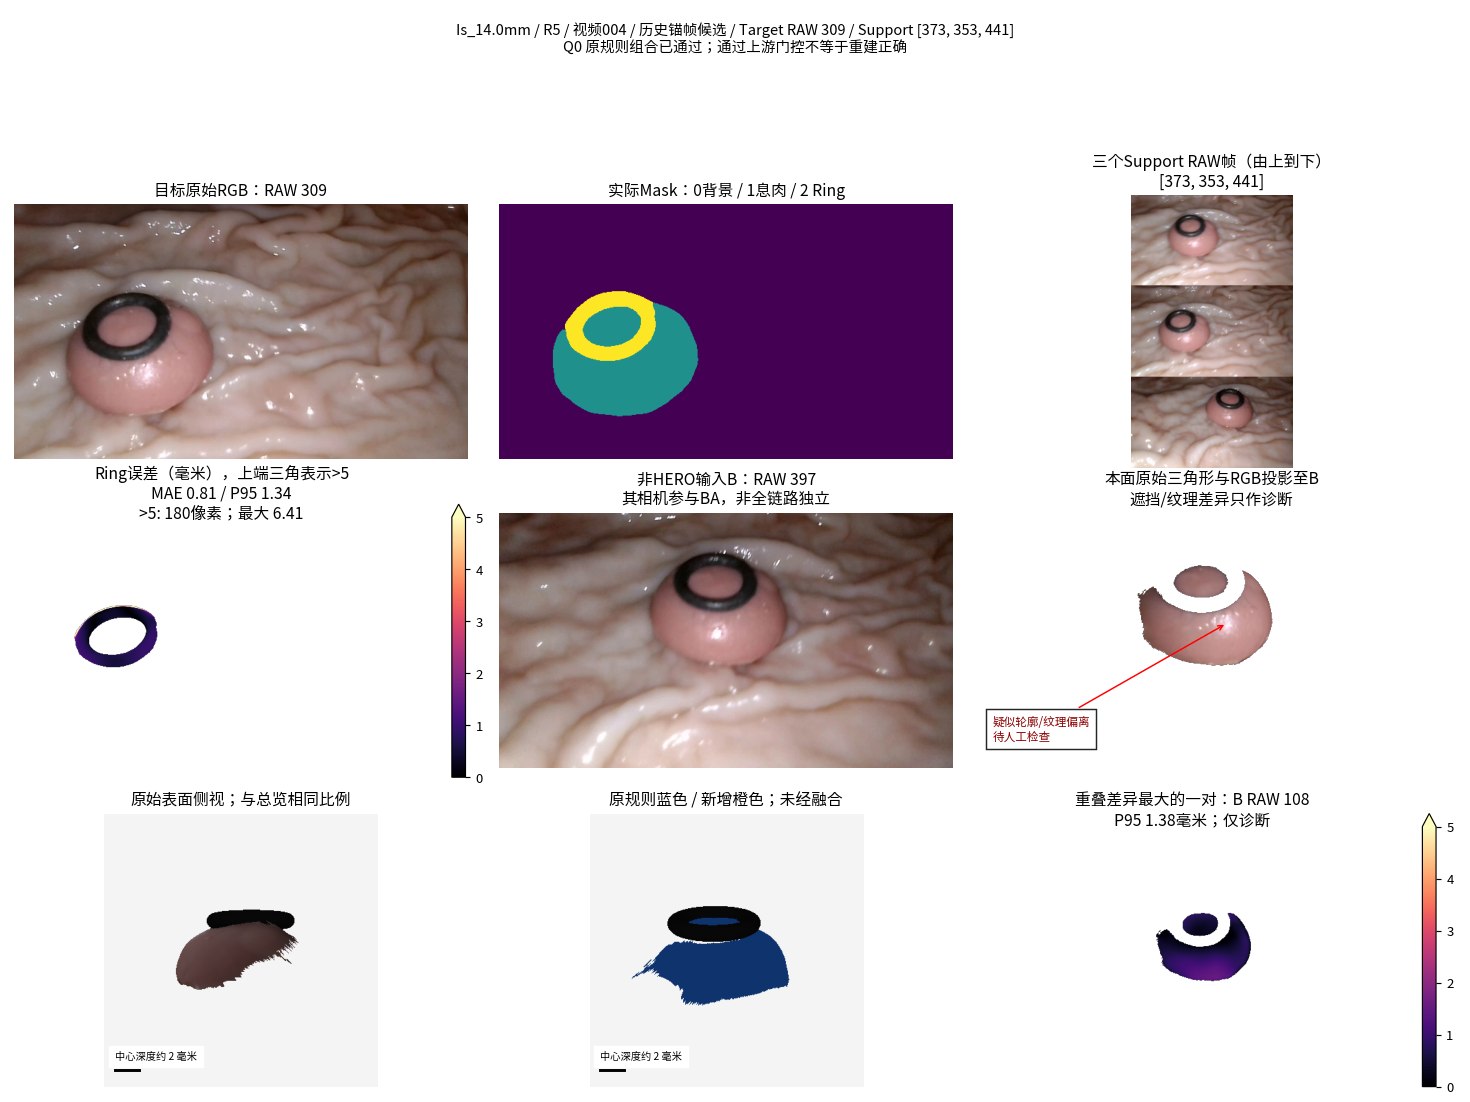 Is_14.0mm / R5 / 视频004 / 历史锚帧候选 / Target RAW 309 / Support [373, 353, 441]
Q0 原规则组合已通过；通过上游门控不等于重建正确
目标原始RGB：RAW 309
实际Mask：0背景 / 1息肉 / 2 Ring
三个Support RAW帧（由上到下）
[373, 353, 441]
Ring误差（毫米），上端三角表示>5
MAE 0.81 / P95 1.34
>5: 180像素；最大 6.41
5
4
3
2
1
0
非HERO输入B：RAW 397
其相机参与BA，非全链路独立
本面原始三角形与RGB投影至B
遮挡/纹理差异只作诊断
疑似轮廓/纹理偏离
待人工检查
原始表面侧视；与总览相同比例
中心深度约 2 毫米
原规则蓝色 / 新增橙色；未经融合
中心深度约 2 毫米
重叠差异最大的一对：B RAW 108
P95 1.38毫米；仅诊断
5
4
3
2
1
0